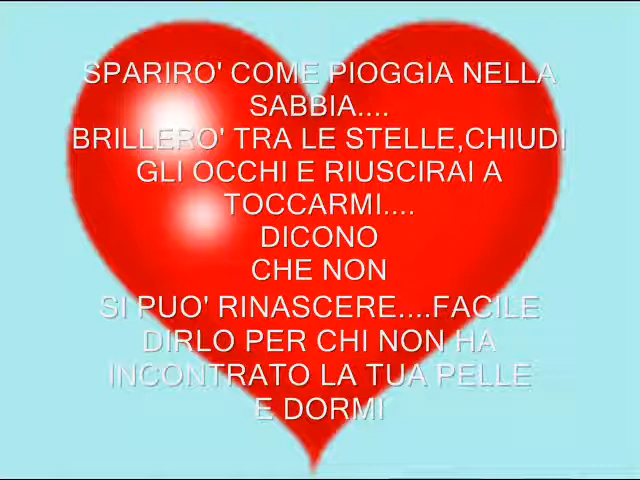 SPARIRO' COME PIOGGIA NELLA
SABBIA....
BRILLERO' TRA LE STELLE,CHIUDI
GLI OCCHI E RIUSCIRAI A
TOCCARMI....
DICONO
CHE NON
SI PUO' RINASCERE....FACILE
DIRLO PER CHI NON HA
INCONTRATO LA TUA PELLE
E DORMI